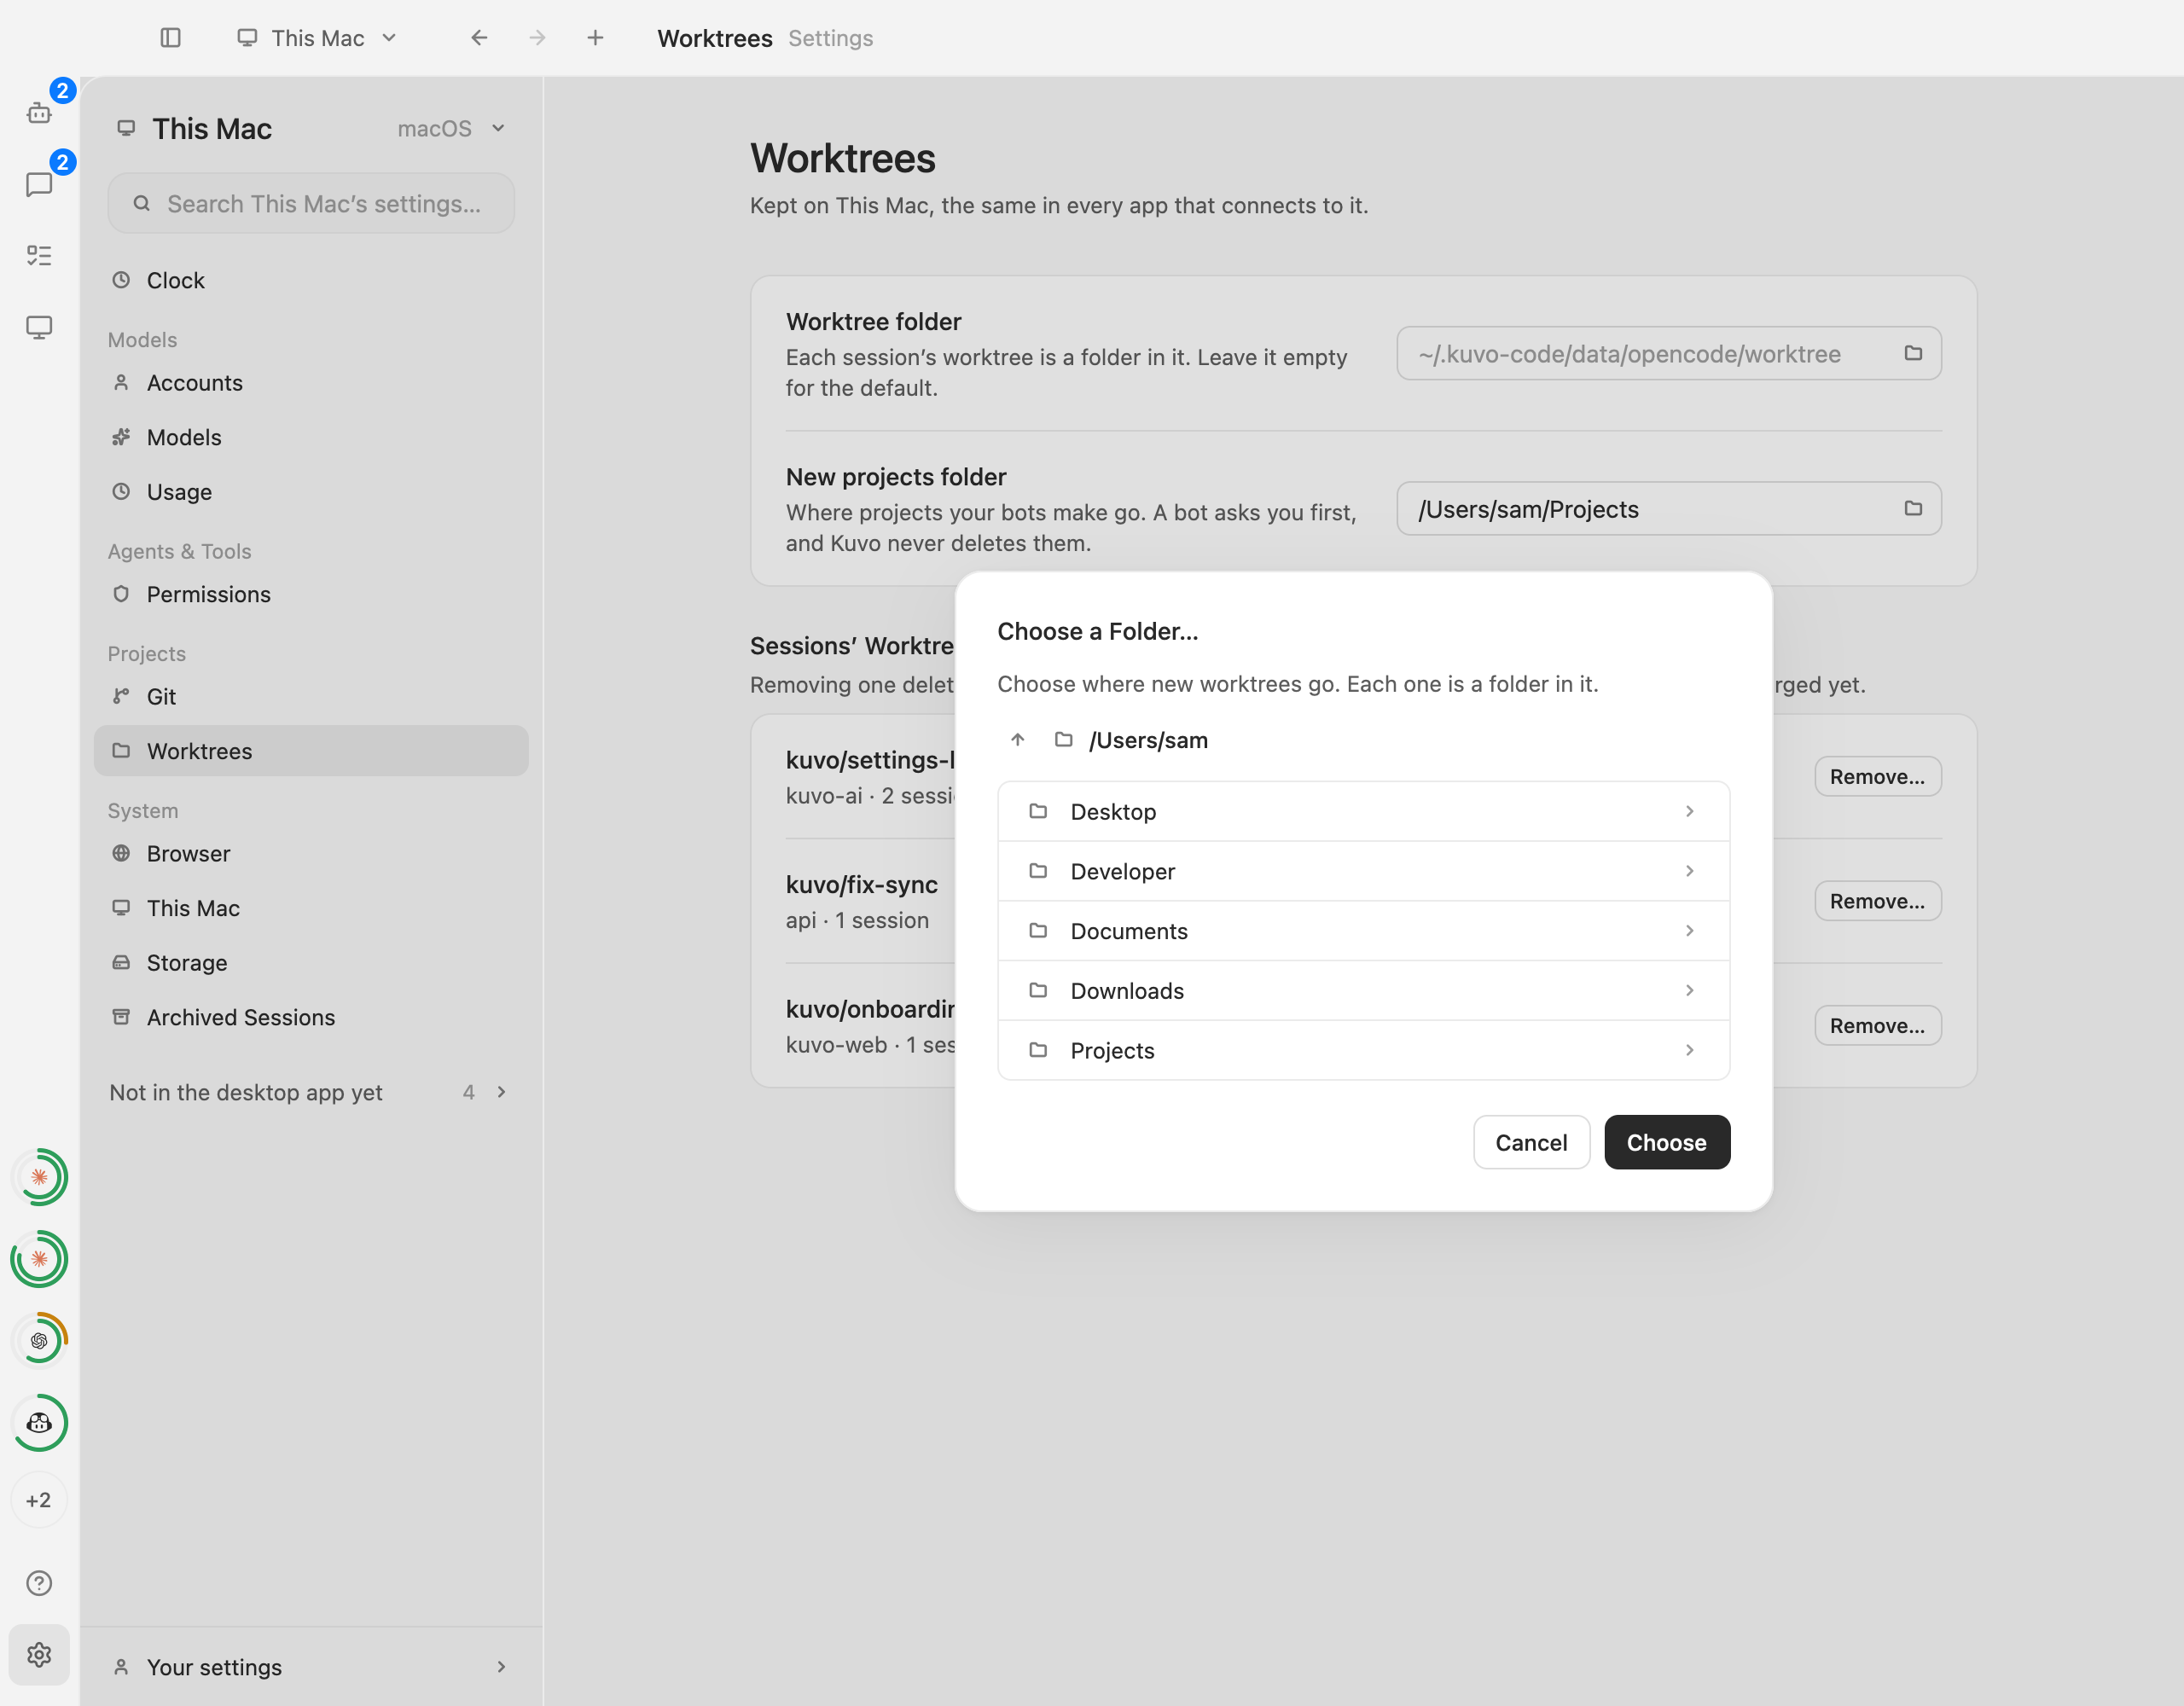 This Mac
Worktrees Settings
2
2
This Mac macOS
Search This Mac’s settings...
Clock
Models
Accounts
Models
Usage
Agents & Tools
Permissions
Projects
Git
Worktrees
System
Browser
This Mac
Storage
Archived Sessions
Not in the desktop app yet 4
+2
Your settings
Worktrees
Kept on This Mac, the same in every app that connects to it.
Worktree folder
Each session’s worktree is a folder in it. Leave it empty
for the default.
~/.kuvo-code/data/opencode/worktree
New projects folder
Where projects your bots make go. A bot asks you first,
and Kuvo never deletes them.
/Users/sam/Projects
Sessions’ Worktre
Removing one delet
rged yet.
kuvo/settings-l
kuvo-ai · 2 sessi
Remove...
kuvo/fix-sync
api · 1 session
Remove...
kuvo/onboardin
kuvo-web · 1 ses
Remove...
Choose a Folder...
Choose where new worktrees go. Each one is a folder in it.
/Users/sam
Desktop
Developer
Documents
Downloads
Projects
Cancel
Choose